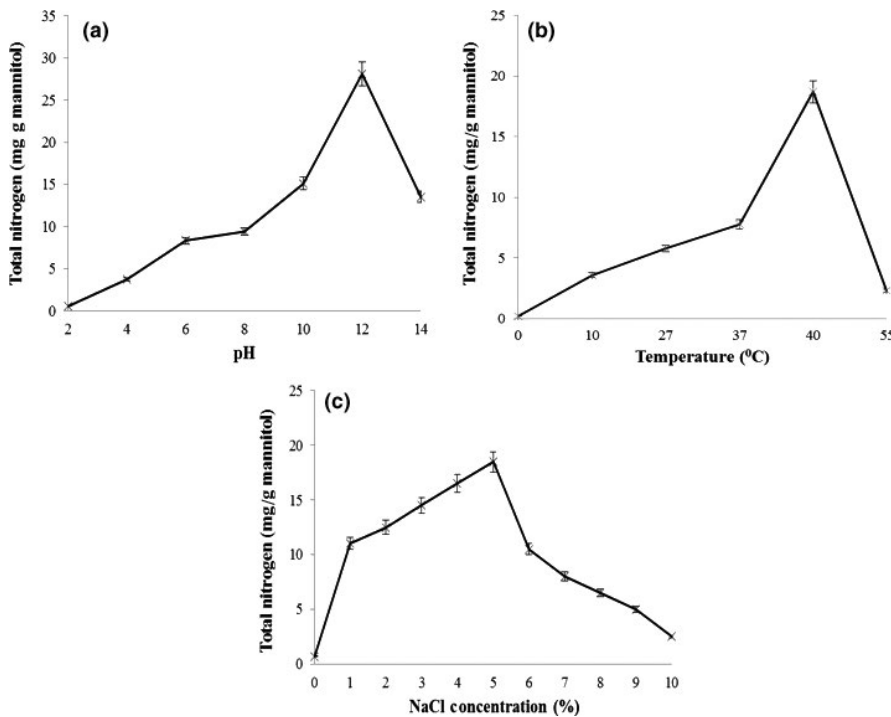 (a)
Total nitrogen (mg g mannitol)
35
30
25
20
15
10
5
0
2 4 6 8 10 12 14
pH
(b)
Total nitrogen (mg/g mannitol)
25
20
15
10
5
0
0 10 27 37 40 55
Temperature (⁰C)
(c)
Total nitrogen (mg/g mannitol)
25
20
15
10
5
0
0 1 2 3 4 5 6 7 8 9 10
NaCl concentration (%)